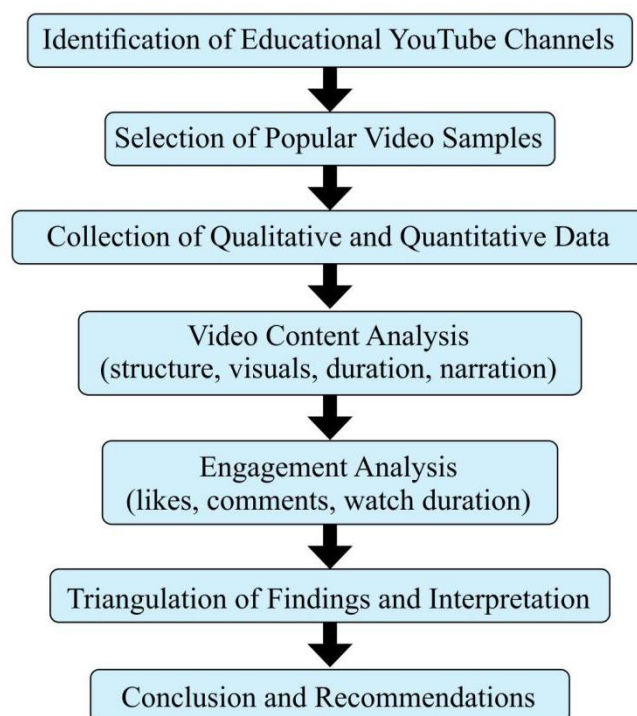 Identification of Educational YouTube Channels
Selection of Popular Video Samples
Collection of Qualitative and Quantitative Data
Video Content Analysis
(structure, visuals, duration, narration)
Engagement Analysis
(likes, comments, watch duration)
Triangulation of Findings and Interpretation
Conclusion and Recommendations